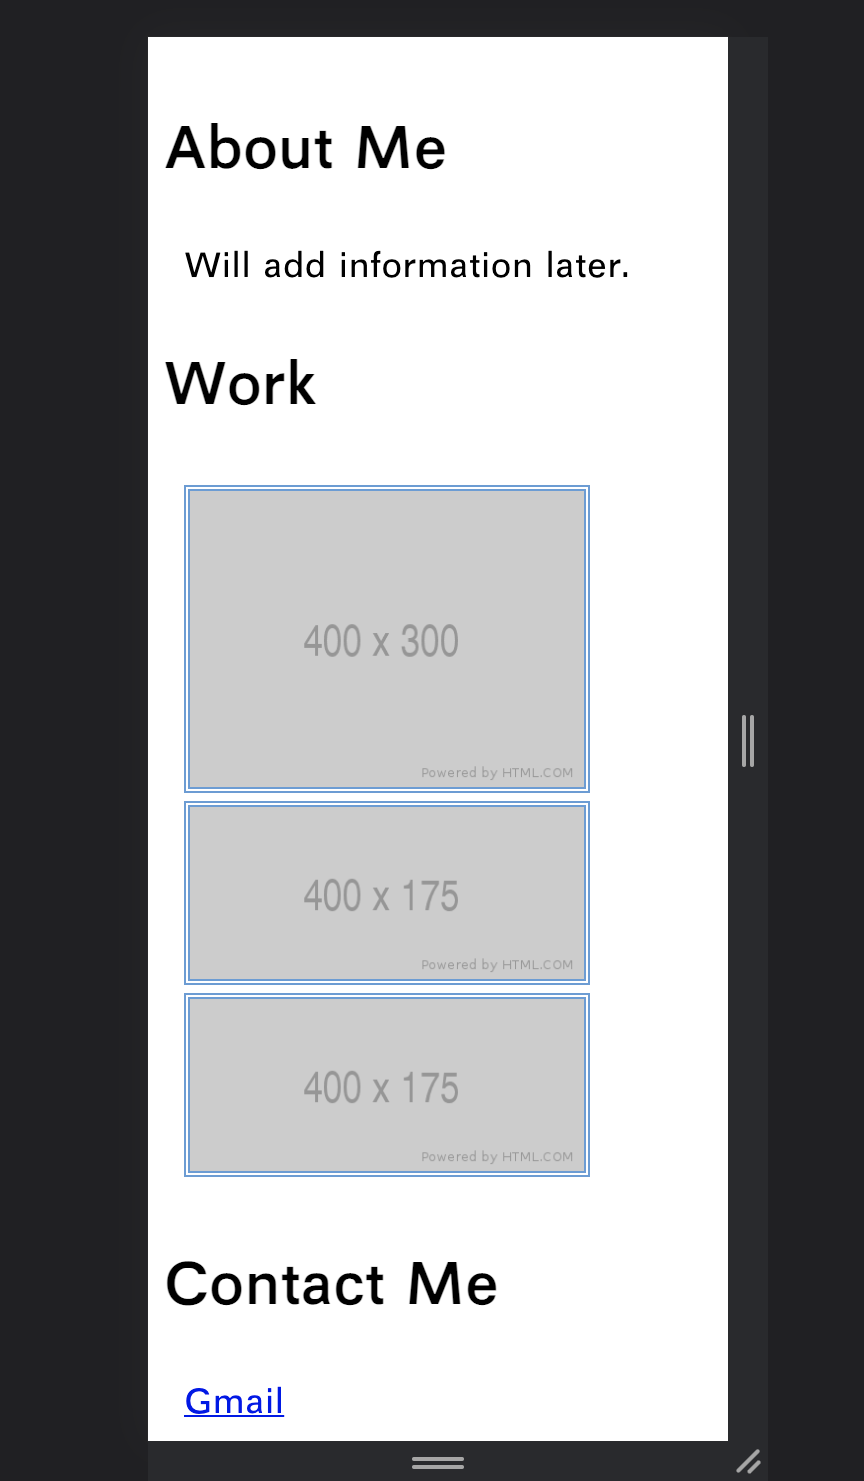 About Me
Will add information later.
Work
400 x 300
Powered by HTML.COM
400 x 175
Powered by HTML.COM
400 x 175
Powered by HTML.COM
Contact Me
Gmail